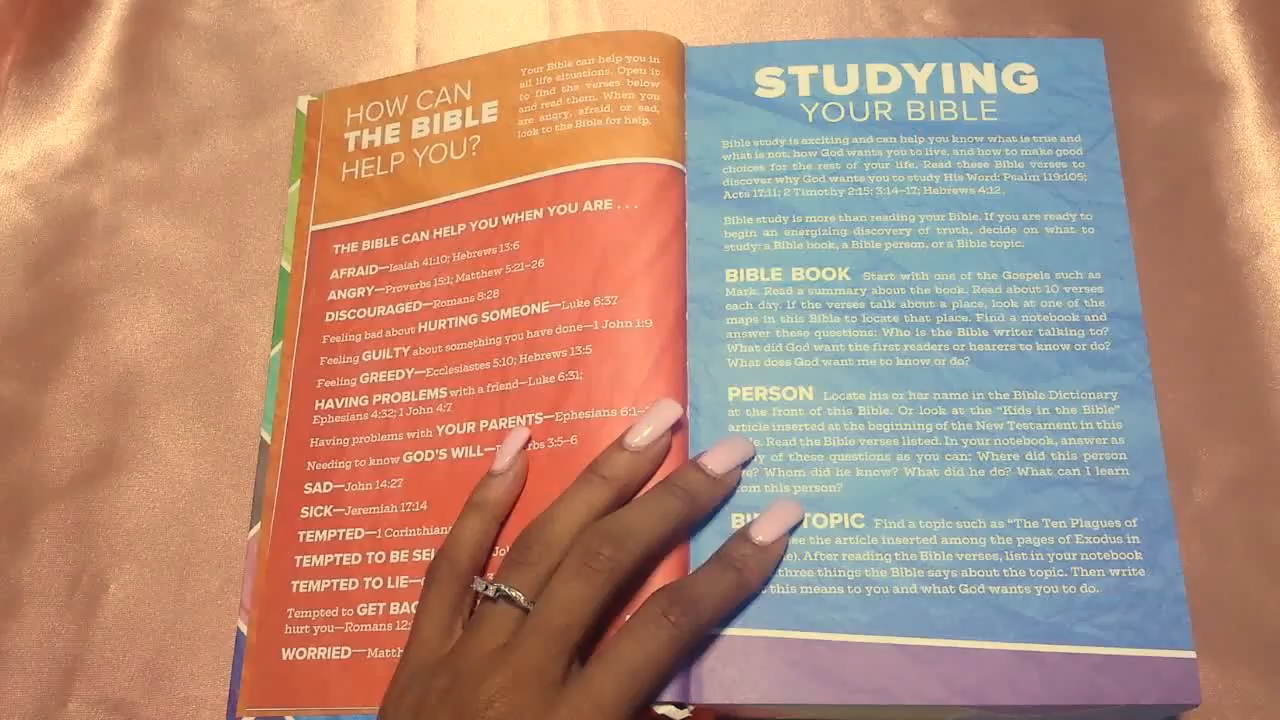 HOW CAN
THE BIBLE
HELP YOU?
Your Bible can help you in
all life situations. Open it
to find the verses below
and read them. When you
are angry, afraid, or sad,
look to the Bible for help.
THE BIBLE CAN HELP YOU WHEN YOU ARE . . .
AFRAID—Isaiah 41:10; Hebrews 13:6
ANGRY—Proverbs 15:1; Matthew 5:21–26
DISCOURAGED—Romans 8:28
Feeling bad about HURTING SOMEONE—Luke 6:37
Feeling GUILTY about something you have done—1 John 1:9
Feeling GREEDY—Ecclesiastes 5:10; Hebrews 13:5
HAVING PROBLEMS with a friend—Luke 6:31;
Ephesians 4:32; 1 John 4:7
Having problems with YOUR PARENTS—Ephesians 6:1–
Needing to know GOD'S WILL— 3:5–6
SAD—John 14:27
SICK—Jeremiah 17:14
TEMPTED—1 Corinthians
TEMPTED TO BE
TEMPTED TO LIE—
Tempted to GET
hurt you—Romans 12:
WORRIED—
STUDYING
YOUR BIBLE
Bible study is exciting and can help you know what is true and
what is not, how God wants you to live, and how to make good
choices for the rest of your life. Read these Bible verses to
discover why God wants you to study His Word: Psalm 119:105;
Acts 17:11; 2 Timothy 2:15; 3:14–17; Hebrews 4:12.
Bible study is more than reading your Bible. If you are ready to
begin an energizing discovery of truth, decide on what to
study: a Bible book, a Bible person, or a Bible topic.
BIBLE BOOK Start with one of the Gospels such as
Mark. Read a summary about the book. Read about 10 verses
each day. If the verses talk about a place, look at one of the
maps in this Bible to locate that place. Find a notebook and
answer these questions: Who is the Bible writer talking to?
What did God want the first readers or hearers to know or do?
What does God want me to know or do?
PERSON Locate his or her name in the Bible Dictionary
at the front of this Bible. Or look at the "Kids in the Bible"
article inserted at the beginning of the New Testament in this
Read the Bible verses listed. In your notebook, answer as
of these questions as you can: Where did this person
Whom did he know? What did he do? What can I learn
this person?
TOPIC Find a topic such as "The Ten Plagues of
see the article inserted among the pages of Exodus in
After reading the Bible verses, list in your notebook
three things the Bible says about the topic. Then write
this means to you and what God wants you to do.